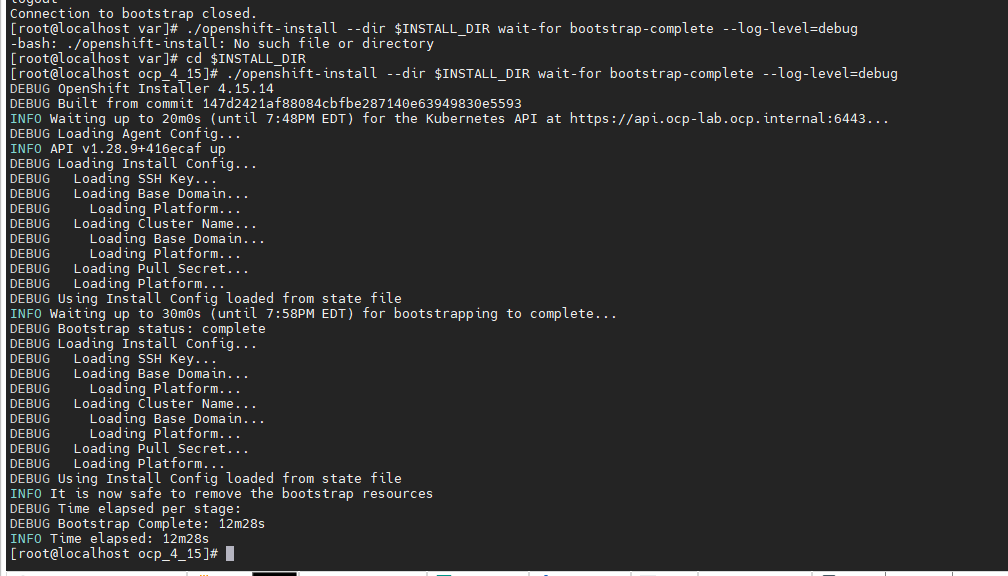 logout
Connection to bootstrap closed.
[root@localhost var]# ./openshift-install --dir $INSTALL_DIR wait-for bootstrap-complete --log-level=debug
-bash: ./openshift-install: No such file or directory
[root@localhost var]# cd $INSTALL_DIR
[root@localhost ocp_4_15]# ./openshift-install --dir $INSTALL_DIR wait-for bootstrap-complete --log-level=debug
DEBUG OpenShift Installer 4.15.14
DEBUG Built from commit 147d2421af88084cbfbe287140e63949830e5593
INFO Waiting up to 20m0s (until 7:48PM EDT) for the Kubernetes API at https://api.ocp-lab.ocp.internal:6443...
DEBUG Loading Agent Config...
INFO API v1.28.9+416ecaf up
DEBUG Loading Install Config...
DEBUG   Loading SSH Key...
DEBUG   Loading Base Domain...
DEBUG     Loading Platform...
DEBUG   Loading Cluster Name...
DEBUG     Loading Base Domain...
DEBUG     Loading Platform...
DEBUG   Loading Pull Secret...
DEBUG   Loading Platform...
DEBUG Using Install Config loaded from state file
INFO Waiting up to 30m0s (until 7:58PM EDT) for bootstrapping to complete...
DEBUG Bootstrap status: complete
DEBUG Loading Install Config...
DEBUG   Loading SSH Key...
DEBUG   Loading Base Domain...
DEBUG     Loading Platform...
DEBUG   Loading Cluster Name...
DEBUG     Loading Base Domain...
DEBUG     Loading Platform...
DEBUG   Loading Pull Secret...
DEBUG   Loading Platform...
DEBUG Using Install Config loaded from state file
INFO It is now safe to remove the bootstrap resources
DEBUG Time elapsed per stage:
DEBUG Bootstrap Complete: 12m28s
INFO Time elapsed: 12m28s
[root@localhost ocp_4_15]#